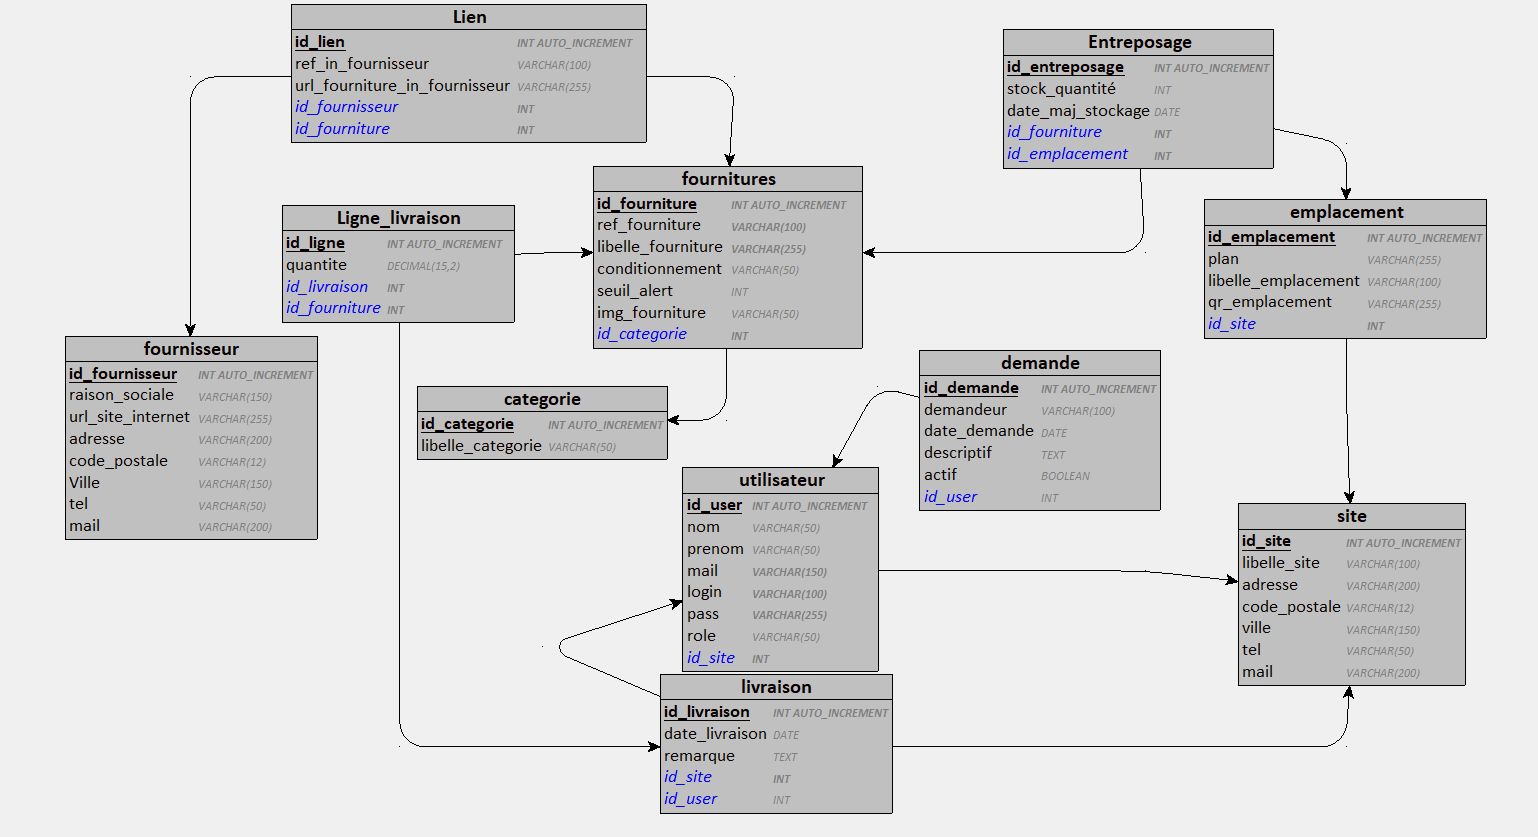 Lien
id_lien INT AUTO_INCREMENT
ref_in_fournisseur VARCHAR(100)
url_fourniture_in_fournisseur VARCHAR(255)
id_fournisseur INT
id_fourniture INT
Entreposage
id_entreposage INT AUTO_INCREMENT
stock_quantité INT
date_maj_stockage DATE
id_fourniture INT
id_emplacement INT
fournitures
id_fourniture INT AUTO_INCREMENT
ref_fourniture VARCHAR(100)
libelle_fourniture VARCHAR(255)
conditionnement VARCHAR(50)
seuil_alert INT
img_fourniture VARCHAR(50)
id_categorie INT
Ligne_livraison
id_ligne INT AUTO_INCREMENT
quantite DECIMAL(15,2)
id_livraison INT
id_fourniture INT
emplacement
id_emplacement INT AUTO_INCREMENT
plan VARCHAR(255)
libelle_emplacement VARCHAR(100)
qr_emplacement VARCHAR(255)
id_site INT
fournisseur
id_fournisseur INT AUTO_INCREMENT
raison_sociale VARCHAR(150)
url_site_internet VARCHAR(255)
adresse VARCHAR(200)
code_postale VARCHAR(12)
Ville VARCHAR(150)
tel VARCHAR(50)
mail VARCHAR(200)
categorie
id_categorie INT AUTO_INCREMENT
libelle_categorie VARCHAR(50)
demande
id_demande INT AUTO_INCREMENT
demandeur VARCHAR(100)
date_demande DATE
descriptif TEXT
actif BOOLEAN
id_user INT
utilisateur
id_user INT AUTO_INCREMENT
nom VARCHAR(50)
prenom VARCHAR(50)
mail VARCHAR(150)
login VARCHAR(100)
pass VARCHAR(255)
role VARCHAR(50)
id_site INT
site
id_site INT AUTO_INCREMENT
libelle_site VARCHAR(100)
adresse VARCHAR(200)
code_postale VARCHAR(12)
ville VARCHAR(150)
tel VARCHAR(50)
mail VARCHAR(200)
livraison
id_livraison INT AUTO_INCREMENT
date_livraison DATE
remarque TEXT
id_site INT
id_user INT